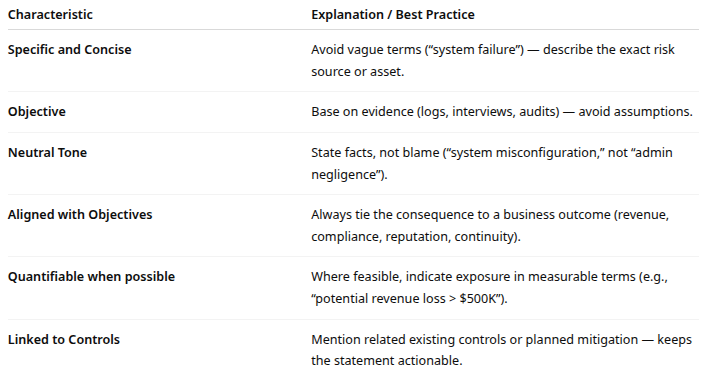 Characteristic Explanation / Best Practice
Specific and Concise Avoid vague terms (“system failure”) — describe the exact risk
source or asset.
Objective Base on evidence (logs, interviews, audits) — avoid assumptions.
Neutral Tone State facts, not blame (“system misconfiguration,” not “admin
negligence”).
Aligned with Objectives Always tie the consequence to a business outcome (revenue,
compliance, reputation, continuity).
Quantifiable when possible Where feasible, indicate exposure in measurable terms (e.g.,
“potential revenue loss > $500K”).
Linked to Controls Mention related existing controls or planned mitigation — keeps
the statement actionable.